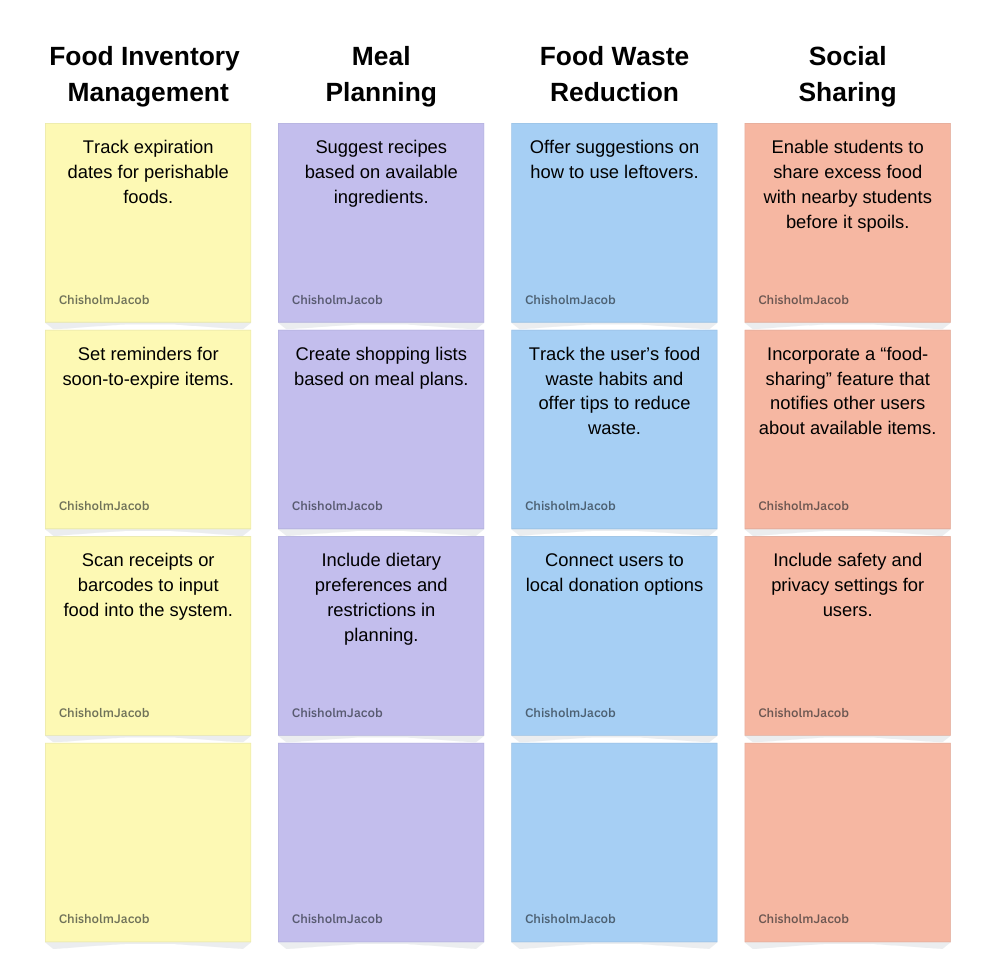 Food Inventory
Management
Meal
Planning
Food Waste
Reduction
Social
Sharing
Track expiration
dates for perishable
foods.
ChisholmJacob
Suggest recipes
based on available
ingredients.
ChisholmJacob
Offer suggestions on
how to use leftovers.
ChisholmJacob
Enable students to
share excess food
with nearby students
before it spoils.
ChisholmJacob
Set reminders for
soon-to-expire items.
ChisholmJacob
Create shopping lists
based on meal plans.
ChisholmJacob
Track the user’s food
waste habits and
offer tips to reduce
waste.
ChisholmJacob
Incorporate a “food-
sharing” feature that
notifies other users
about available items.
ChisholmJacob
Scan receipts or
barcodes to input
food into the system.
ChisholmJacob
Include dietary
preferences and
restrictions in
planning.
ChisholmJacob
Connect users to
local donation options
ChisholmJacob
Include safety and
privacy settings for
users.
ChisholmJacob
ChisholmJacob
ChisholmJacob
ChisholmJacob
ChisholmJacob